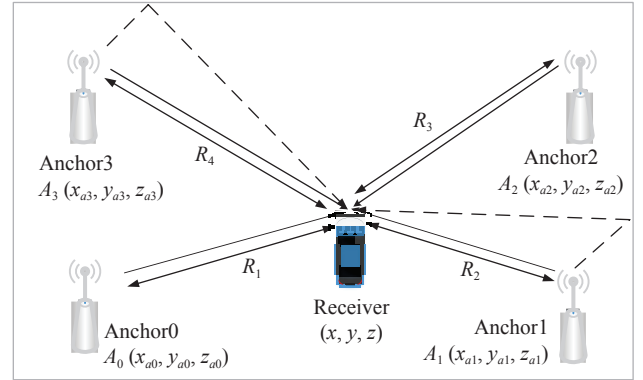 R₃
Anchor3
A₃ (xₐ₃, yₐ₃, zₐ₃)
R₄
Anchor2
A₂ (xₐ₂, yₐ₂, zₐ₂)
R₁
R₂
Receiver
(x, y, z)
Anchor0
A₀ (xₐ₀, yₐ₀, zₐ₀)
Anchor1
A₁ (xₐ₁, yₐ₁, zₐ₁)